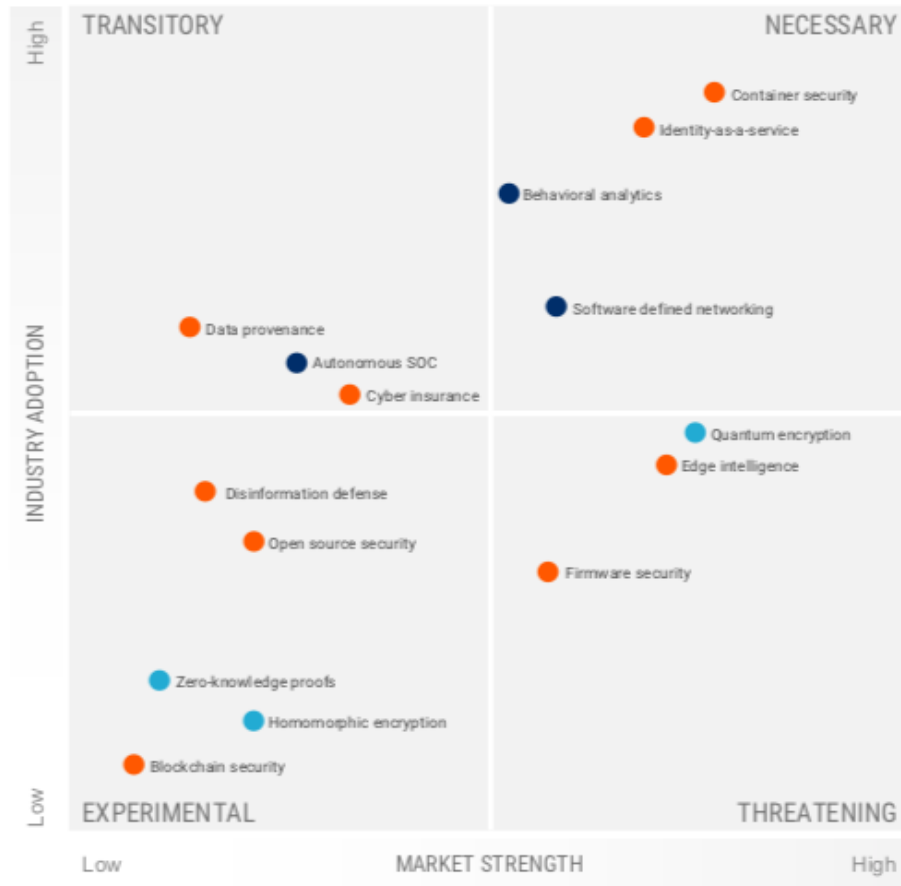 High
TRANSITORY
NECESSARY
Container security
Identity-as-a-service
Behavioral analytics
Software defined networking
Data provenance
Autonomous SOC
Cyber insurance
INDUSTRY ADOPTION
Quantum encryption
Edge intelligence
Disinformation defense
Open source security
Firmware security
Zero-knowledge proofs
Homomorphic encryption
Blockchain security
Low
EXPERIMENTAL
THREATENING
Low
MARKET STRENGTH
High